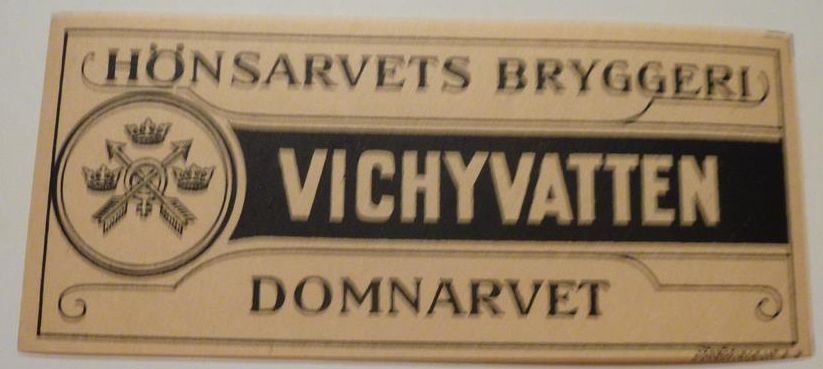 HÖNSARVETS BRYGGERI
VICHYVATTEN
DOMNARVET